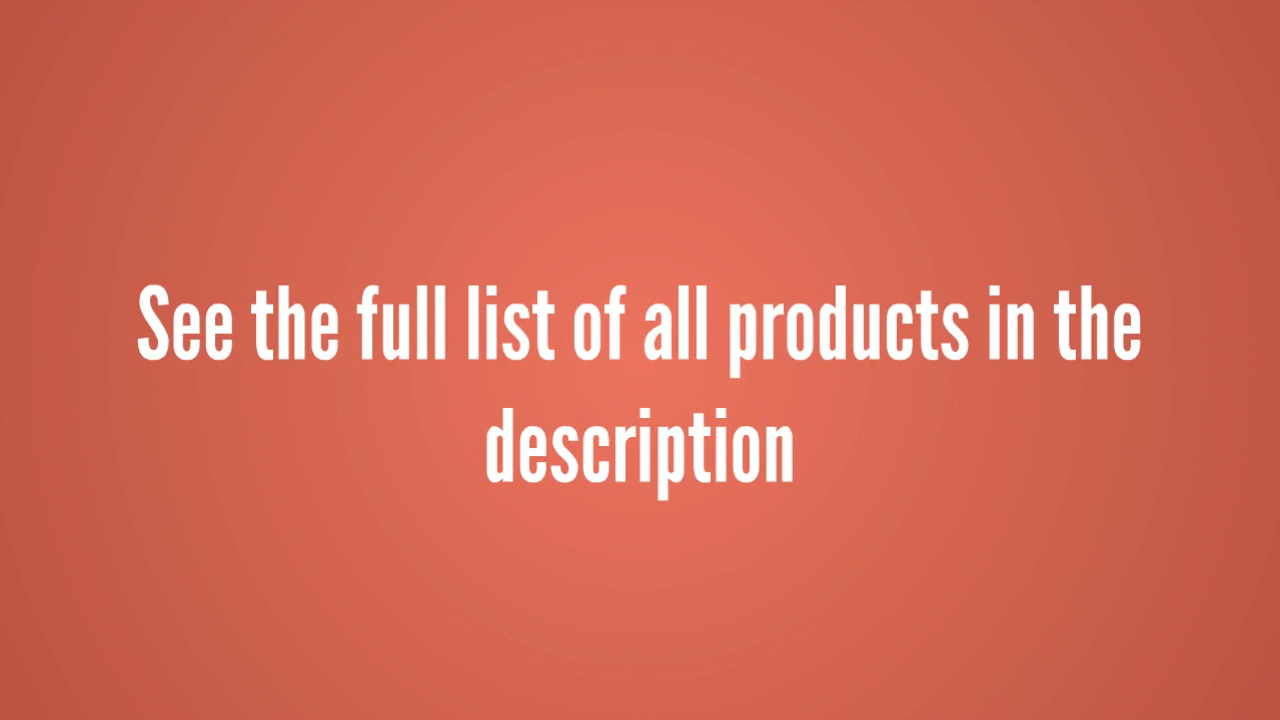 See the full list of all products in the
description